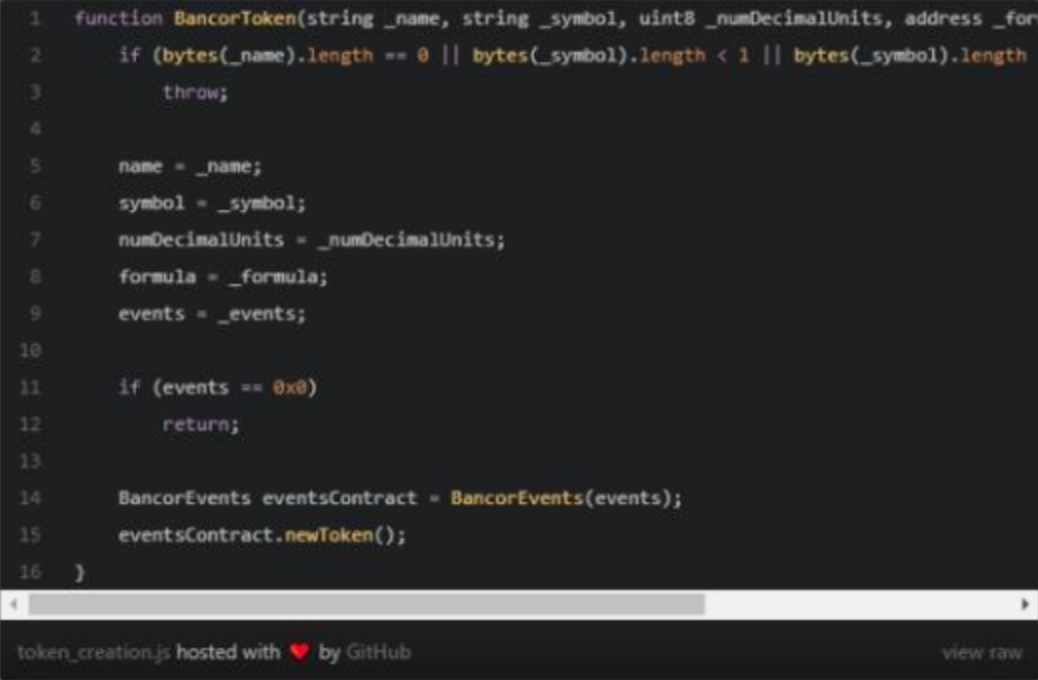 1 function BancorToken(string _name, string _symbol, uint8 _numDecimalUnits, address _for
2 if (bytes(_name).length == 0 || bytes(_symbol).length < 1 || bytes(_symbol).length
3 throw;
4
5 name = _name;
6 symbol = _symbol;
7 numDecimalUnits = _numDecimalUnits;
8 formula = _formula;
9 events = _events;
10
11 if (events == 0x0)
12 return;
13
14 BancorEvents eventsContract = BancorEvents(events);
15 eventsContract.newToken();
16 }
token_creation.js hosted with ❤ by GitHub view raw